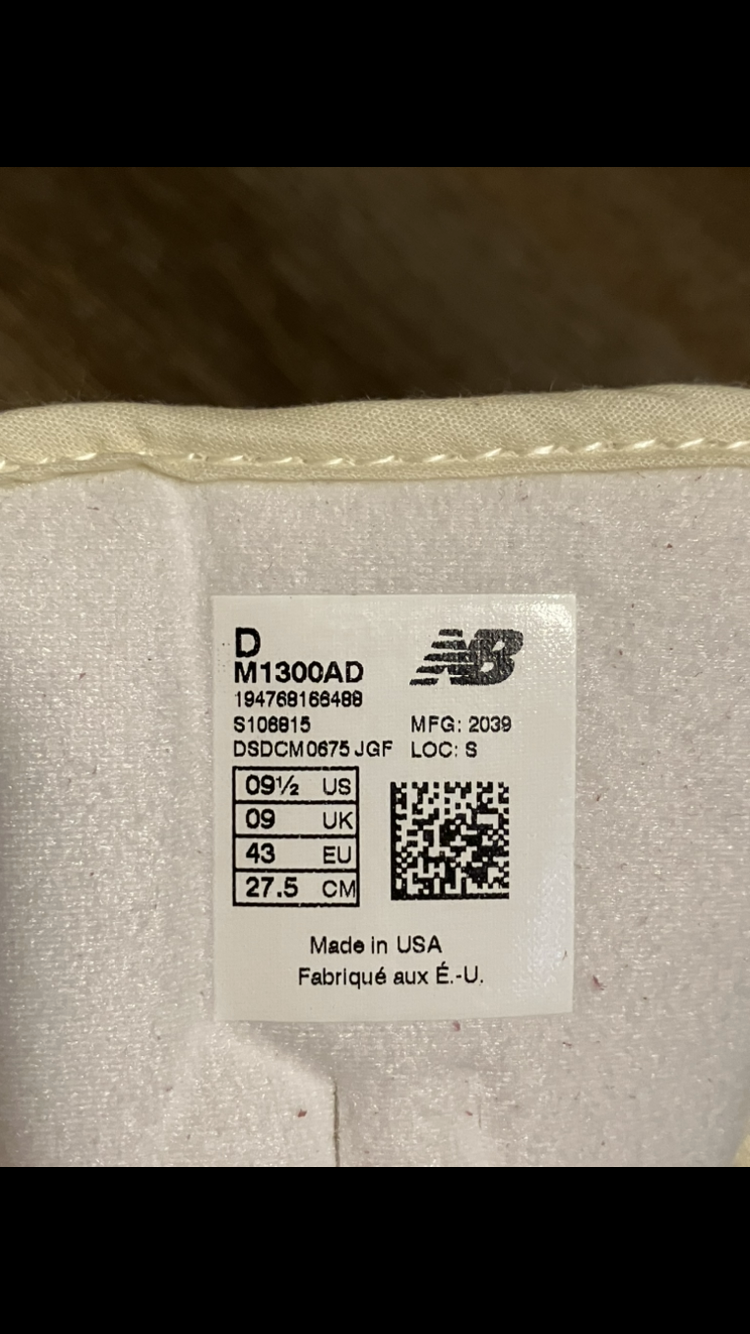 D
NB
M1300AD
194768166488
S106815
MFG: 2039
DSDCM0675 JGF
LOC: S
09½ US
09 UK
43 EU
27.5 CM
Made in USA
Fabriqué aux É.-U.